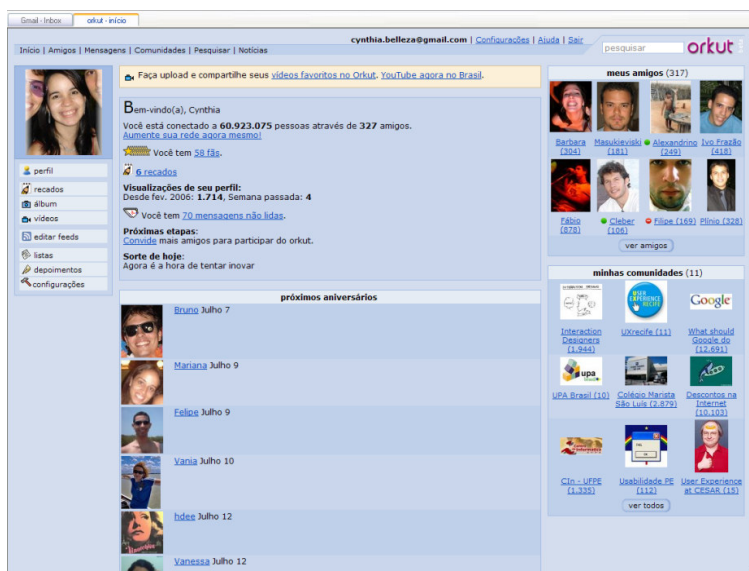 Gmail - Inbox
orkut - início
cynthia.belleza@gmail.com | Configurações | Ajuda | Sair
pesquisar
orkut
Início | Amigos | Mensagens | Comunidades | Pesquisar | Notícias
Faça upload e compartilhe seus vídeos favoritos no Orkut. YouTube agora no Brasil.
Bem-vindo(a), Cynthia
Você está conectado a 60.923.075 pessoas através de 327 amigos.
Aumente sua rede agora mesmo!
Você tem 58 fãs.
6 recados
Visualizações de seu perfil:
Desde fev. 2006: 1.714, Semana passada: 4
Você tem 70 mensagens não lidas.
Próximas etapas:
Convide mais amigos para participar do orkut.
Sorte de hoje:
Agora é a hora de tentar inovar
perfil
recados
álbum
vídeos
editar feeds
listas
depoimentos
configurações
próximos aniversários
Bruno Julho 7
Mariana Julho 9
Felipe Julho 9
Vania Julho 10
hdee Julho 12
Vanessa Julho 12
meus amigos (317)
Barbara (304)
Masukieviski (181)
Alexandrino (249)
Ivo Frazão (418)
Fábio (878)
Cleber (106)
Filipe (169)
Plínio (328)
ver amigos
minhas comunidades (11)
USER EXPERIENCE RECIFE
Google
Interaction Designers (1.944)
UXrecife (11)
What should Google do (12.691)
upa
UPA Brasil (10)
Colégio Marista São Luís (2.879)
Descontos na Internet (10.103)
CIn - UFPE (1.335)
Usabilidade PE (112)
User Experience at CESAR (15)
ver todos